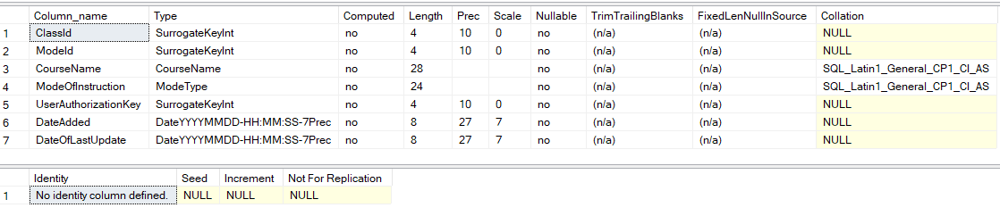 Column_name Type Computed Length Prec Scale Nullable TrimTrailingBlanks FixedLenNullInSource Collation
1 ClassId SurrogateKeyInt no 4 10 0 no (n/a) (n/a) NULL
2 ModeId SurrogateKeyInt no 4 10 0 no (n/a) (n/a) NULL
3 CourseName CourseName no 28 no (n/a) (n/a) SQL_Latin1_General_CP1_CI_AS
4 ModeOfInstruction ModeType no 24 no (n/a) (n/a) SQL_Latin1_General_CP1_CI_AS
5 UserAuthorizationKey SurrogateKeyInt no 4 10 0 no (n/a) (n/a) NULL
6 DateAdded DateYYYYMMDD-HH:MM:SS-7Prec no 8 27 7 no (n/a) (n/a) NULL
7 DateOfLastUpdate DateYYYYMMDD-HH:MM:SS-7Prec no 8 27 7 no (n/a) (n/a) NULL
Identity Seed Increment Not For Replication
1 No identity column defined. NULL NULL NULL